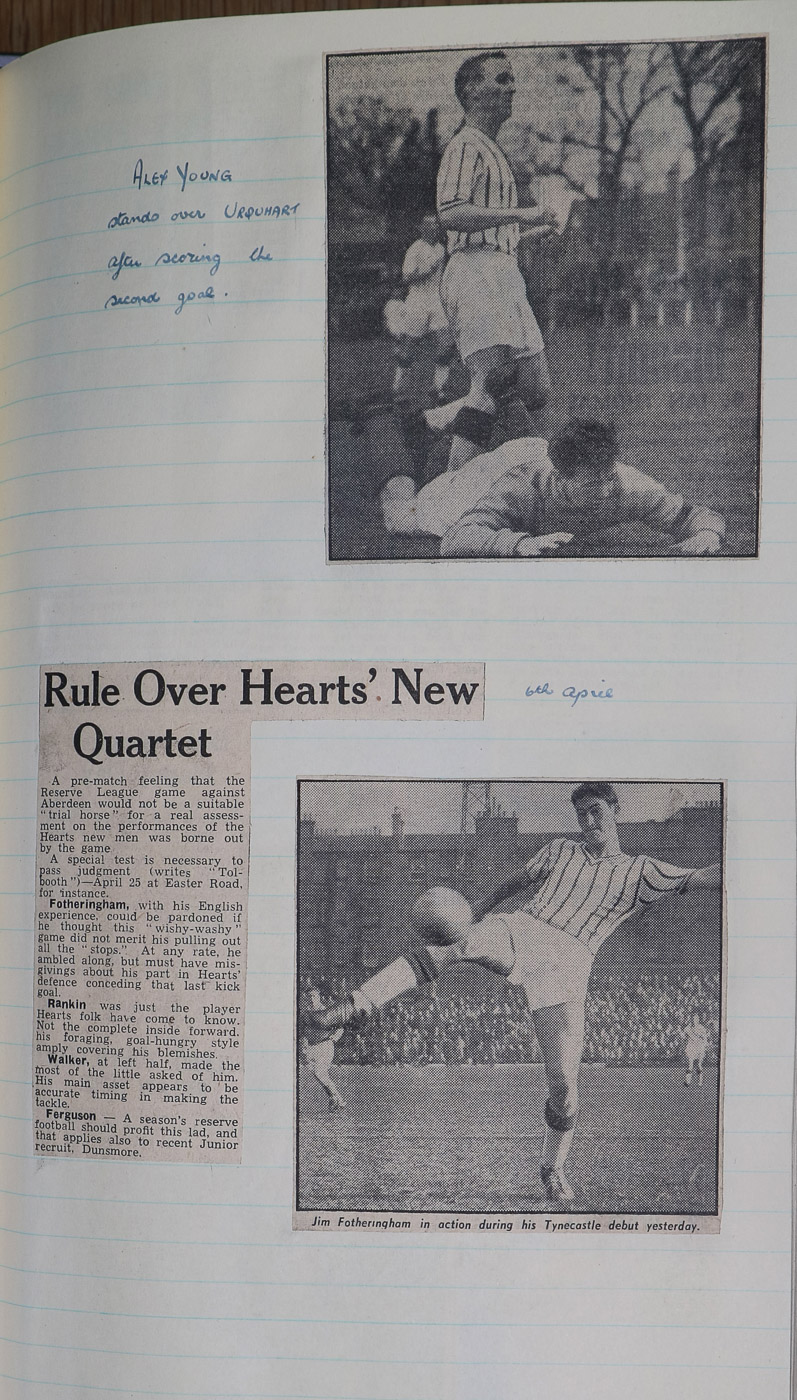 ALEX YOUNG
stands over URQUHART
after scoring the
second goal.
Rule Over Hearts' New
Quartet
6th April
A pre-match feeling that the
Reserve League game against
Aberdeen would not be a suitable
"trial horse" for a real assess-
ment on the performances of the
Hearts new men was borne out
by the game.
A special test is necessary to
pass judgment (writes "Tol-
booth")—April 25 at Easter Road,
for instance.
Fotheringham, with his English
experience, could be pardoned if
he thought this "wishy-washy"
game did not merit his pulling out
all the "stops." At any rate, he
ambled along, but must have mis-
givings about his part in Hearts'
defence conceding that last kick
goal.
Rankin was just the player
Hearts folk have come to know.
Not the complete inside forward,
his foraging, goal-hungry style
amply covering his blemishes.
Walker, at left half, made the
most of the little asked of him.
His main asset appears to be
accurate timing in making the
tackle.
Ferguson — A season's reserve
football should profit this lad, and
that applies also to recent Junior
recruit, Dunsmore.
Jim Fotheringham in action during his Tynecastle debut yesterday.